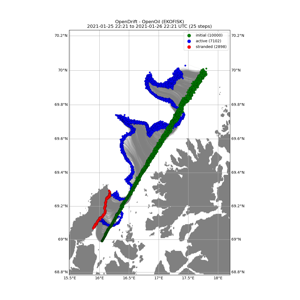 OpenDrift - OpenOil (EKOFISK)
2021-01-25 22:21 to 2021-01-26 22:21 UTC (25 steps)
initial (10000)
active (7102)
stranded (2898)
70.2°N
70.2°N
70°N
70°N
69.8°N
69.8°N
69.6°N
69.6°N
69.4°N
69.4°N
69.2°N
69.2°N
69°N
69°N
68.8°N
68.8°N
15.5°E 16°E 16.5°E 17°E 17.5°E 18°E